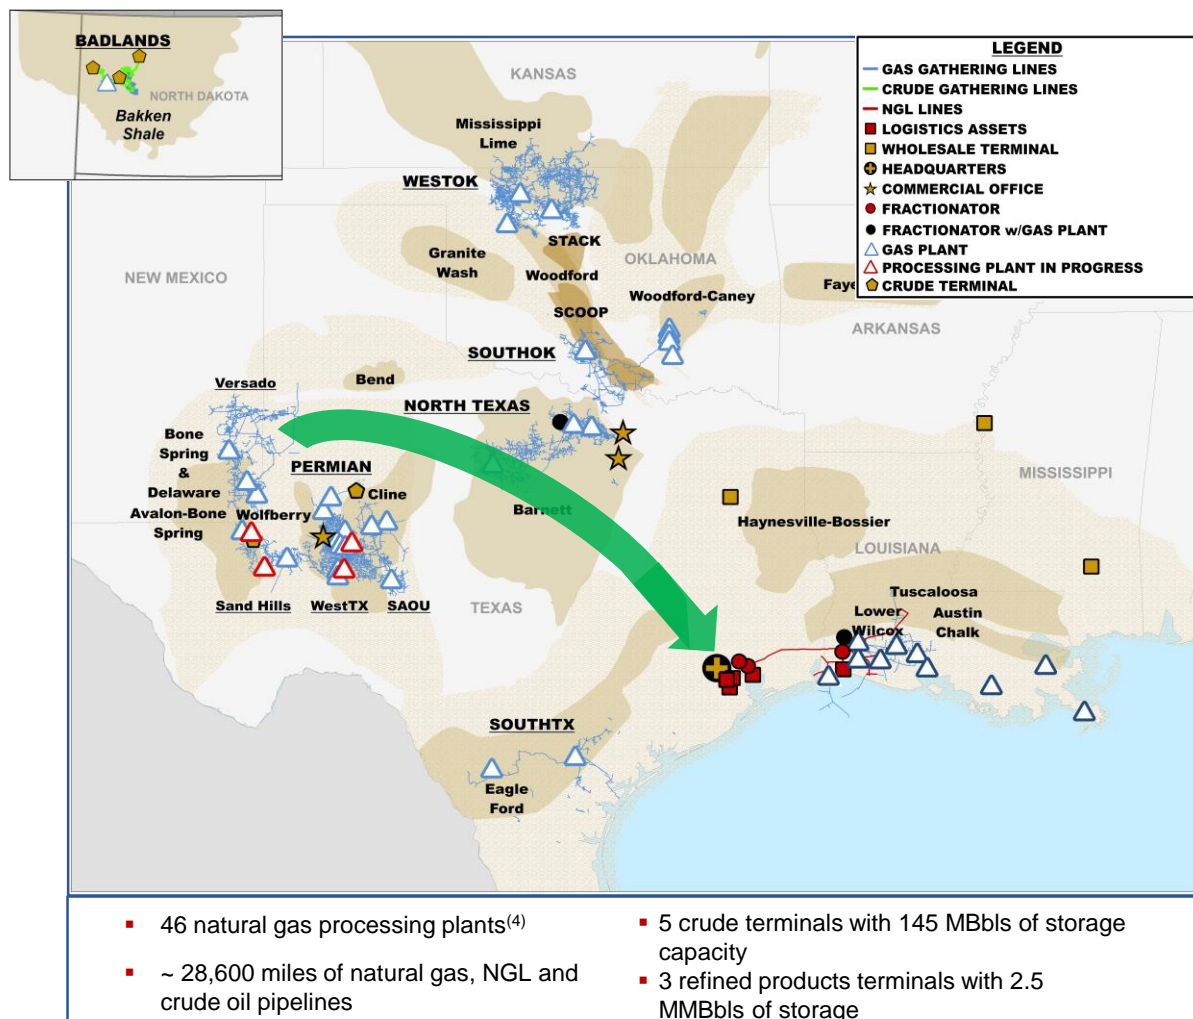 BADLANDS
NORTH DAKOTA
Bakken
Shale
LEGEND
GAS GATHERING LINES
CRUDE GATHERING LINES
NGL LINES
LOGISTICS ASSETS
WHOLESALE TERMINAL
HEADQUARTERS
COMMERCIAL OFFICE
FRACTIONATOR
FRACTIONATOR w/GAS PLANT
GAS PLANT
PROCESSING PLANT IN PROGRESS
CRUDE TERMINAL
KANSAS
Mississippi
Lime
WESTOK
STACK
Granite
Wash
OKLAHOMA
NEW MEXICO
Woodford
Woodford-Caney
Faye
SCOOP
ARKANSAS
SOUTHOK
Bend
Versado
NORTH TEXAS
Bone
Spring
&
Delaware
Avalon-Bone
Spring
PERMIAN
Cline
Wolfberry
Barnett
MISSISSIPPI
Haynesville-Bossier
LOUISIANA
Sand Hills
WestTX
SAOU
TEXAS
Tuscaloosa
Lower
Wilcox
Austin
Chalk
SOUTHTX
Eagle
Ford
46 natural gas processing plants(4)
~ 28,600 miles of natural gas, NGL and
crude oil pipelines
5 crude terminals with 145 MBbls of storage
capacity
3 refined products terminals with 2.5
MMBbls of storage